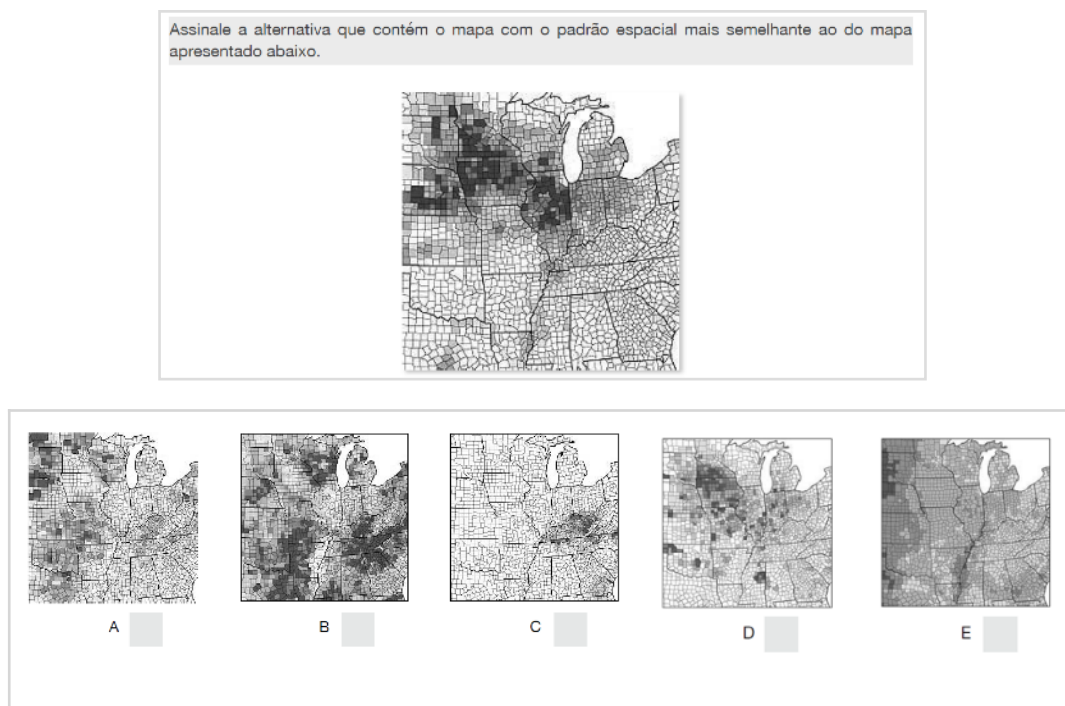 Assinale a alternativa que contém o mapa com o padrão espacial mais semelhante ao do mapa
apresentado abaixo.
A
B
C
D
E